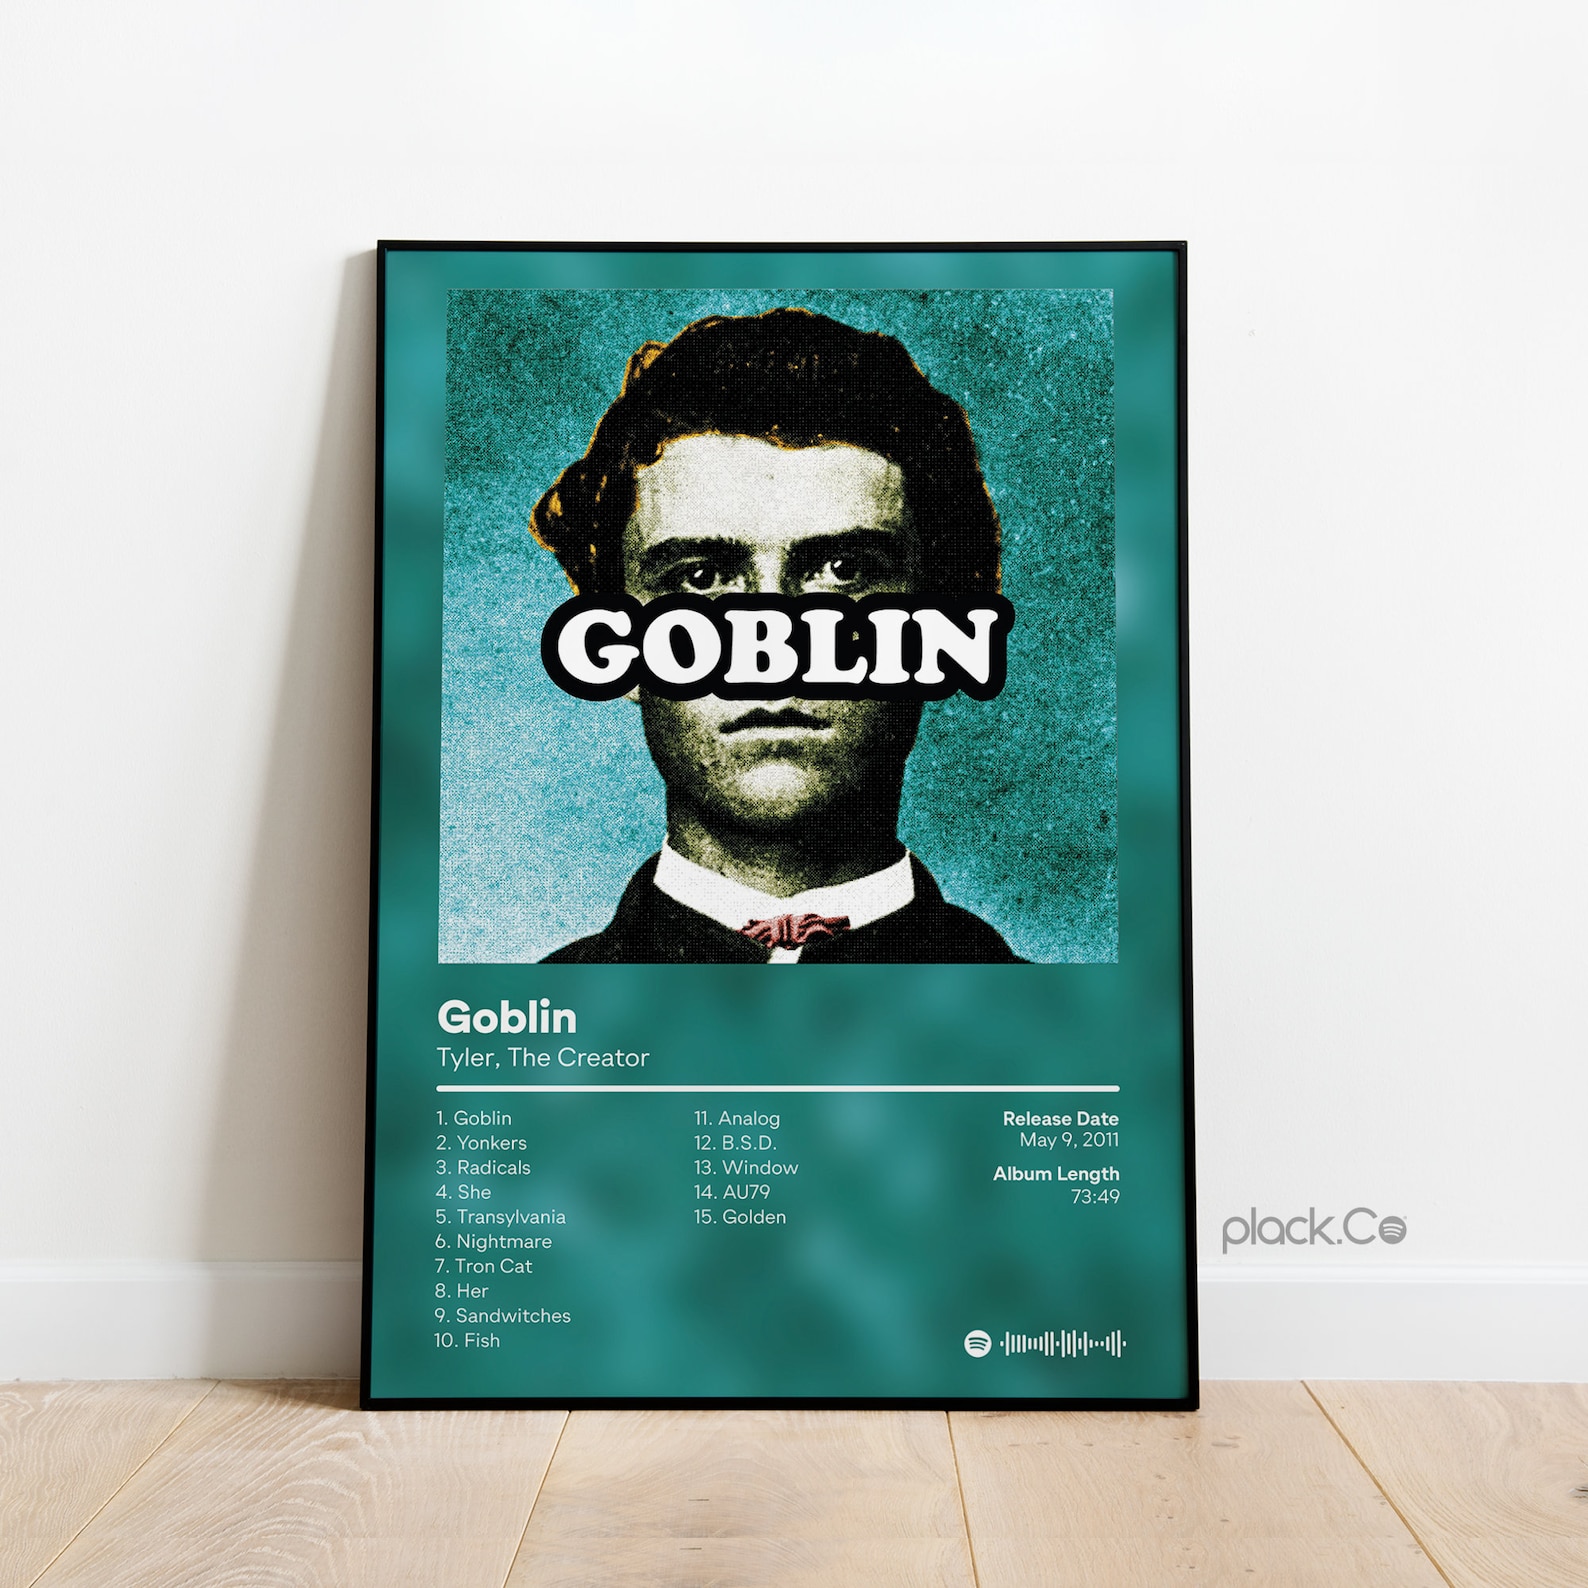 GOBLIN
Goblin
Tyler, The Creator
1. Goblin
2. Yonkers
3. Radicals
4. She
5. Transylvania
6. Nightmare
7. Tron Cat
8. Her
9. Sandwitches
10. Fish
11. Analog
12. B.S.D.
13. Window
14. AU79
15. Golden
Release Date
May 9, 2011
Album Length
73:49
plack.Co